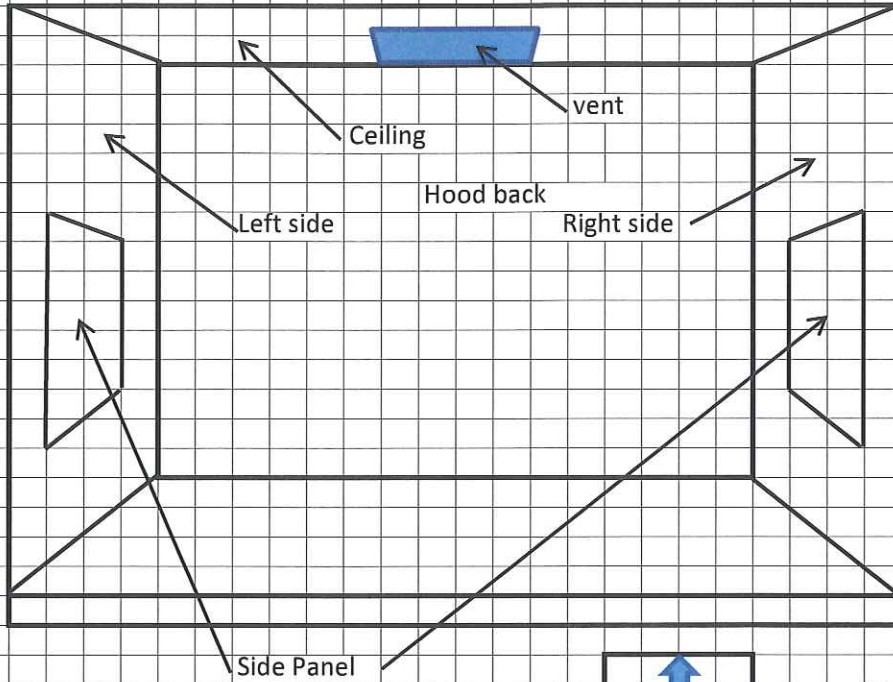 vent
Ceiling
Hood back
Left side
Right side
Side Panel